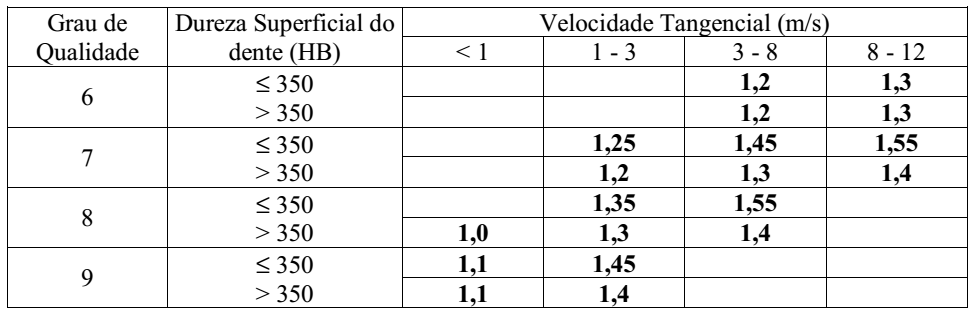 Grau de Qualidade Dureza Superficial do dente (HB) Velocidade Tangencial (m/s)
< 1 1 - 3 3 - 8 8 - 12
6 ≤ 350 1,2 1,3
> 350 1,2 1,3
7 ≤ 350 1,25 1,45 1,55
> 350 1,2 1,3 1,4
8 ≤ 350 1,35 1,55
> 350 1,0 1,3 1,4
9 ≤ 350 1,1 1,45
> 350 1,1 1,4